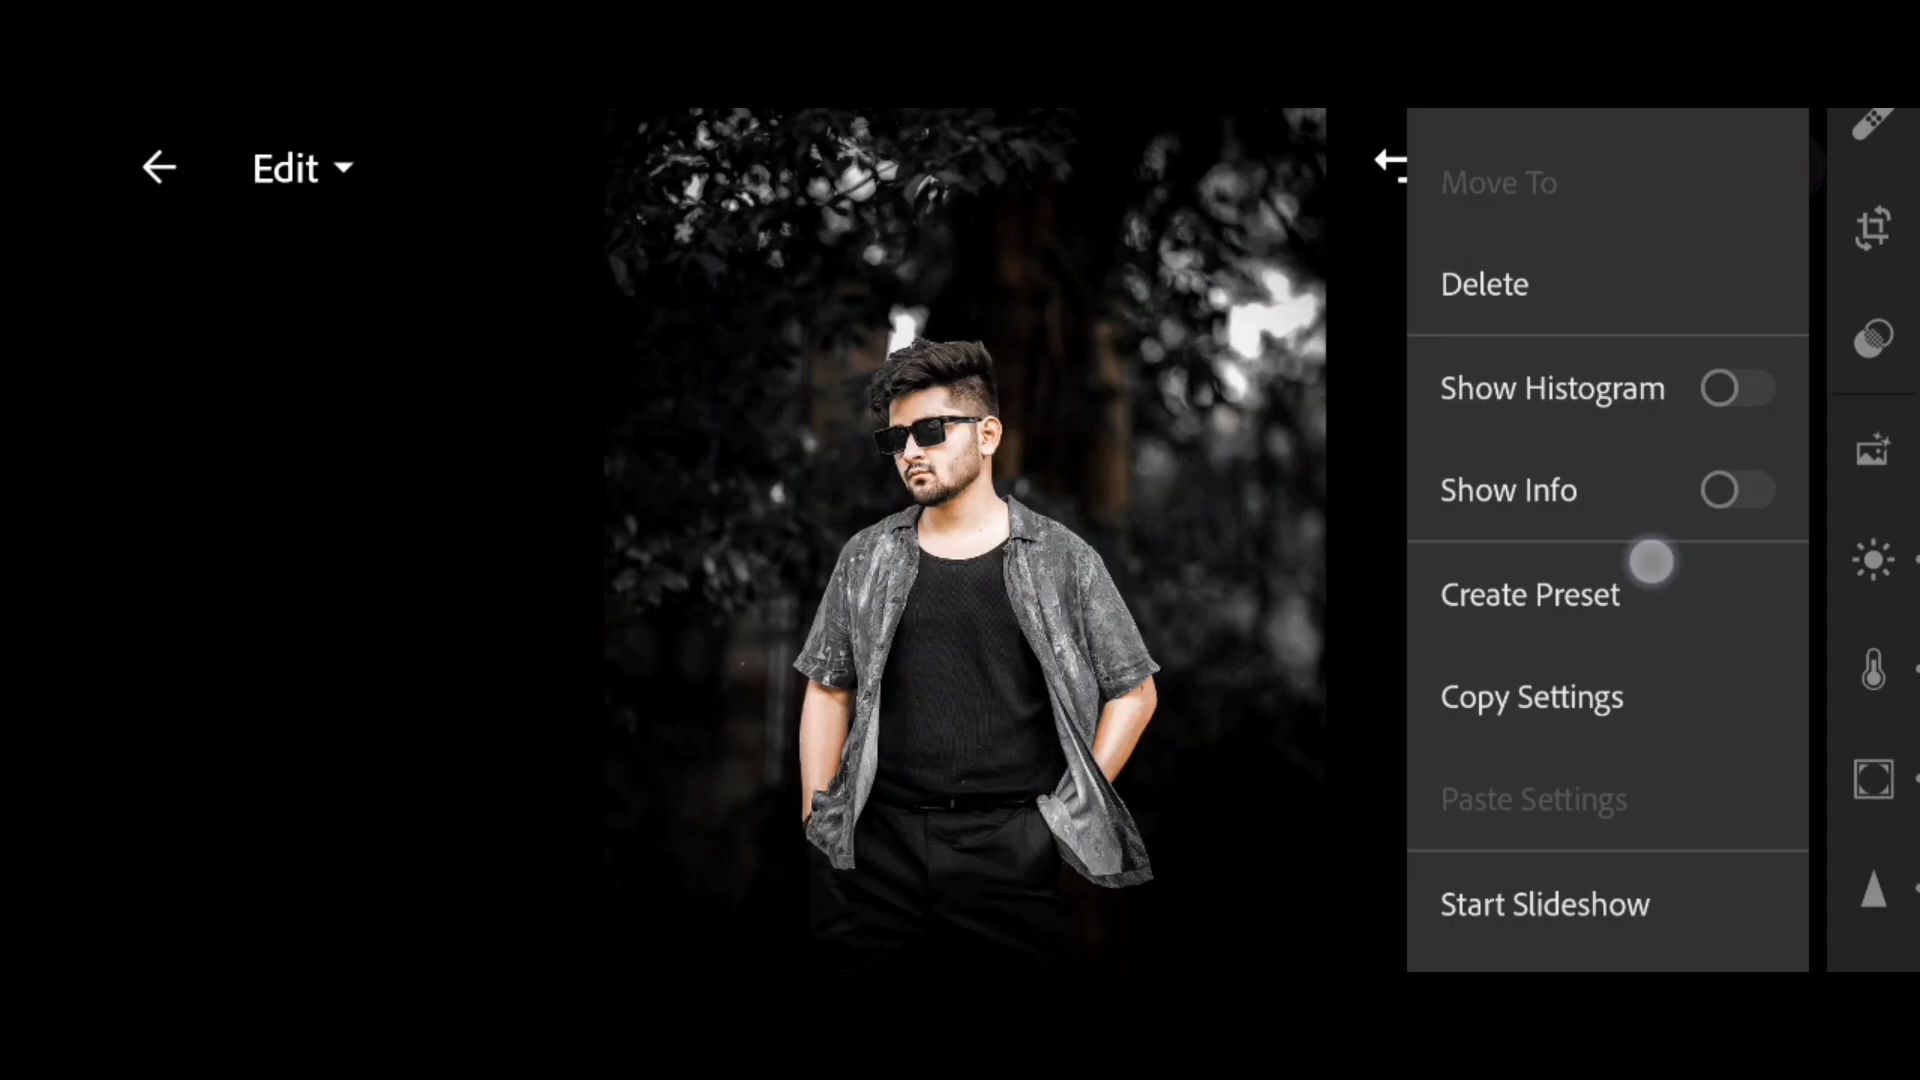 Edit
Move To
Delete
Show Histogram
Show Info
Create Preset
Copy Settings
Paste Settings
Start Slideshow